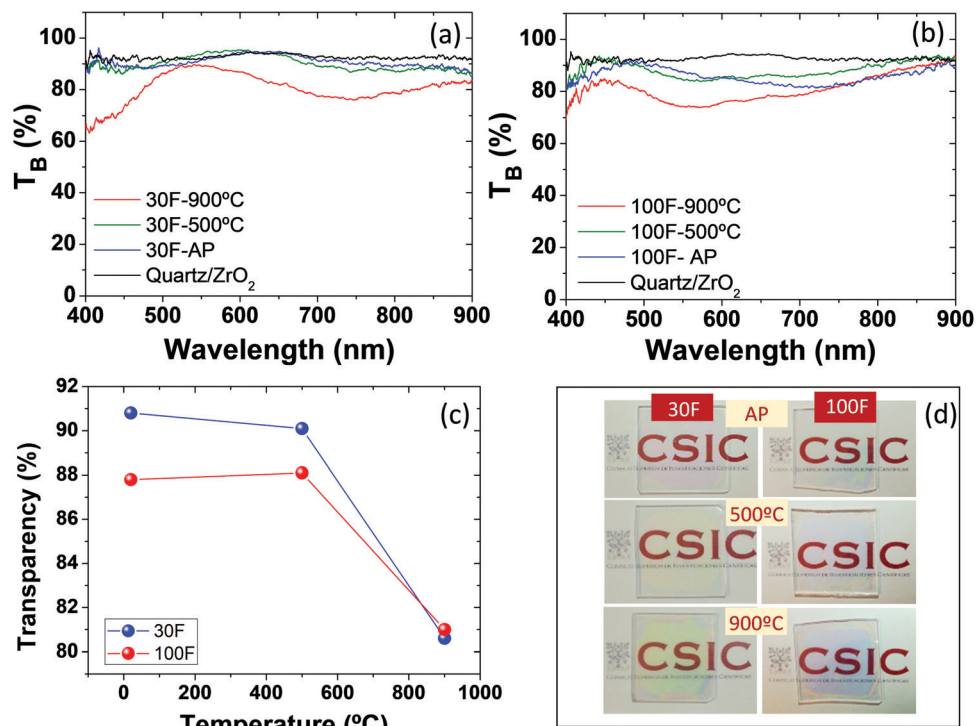 (a)
100
80
60
40
20
0
T_B (%)
30F-900ºC
30F-500ºC
30F-AP
Quartz/ZrO₂
400 500 600 700 800 900
Wavelength (nm)
(b)
100
80
60
40
20
0
T_B (%)
100F-900ºC
100F-500ºC
100F- AP
Quartz/ZrO₂
400 500 600 700 800 900
Wavelength (nm)
(c)
92
90
88
86
84
82
80
Transparency (%)
30F
100F
0 200 400 600 800 1000
Temperature (ºC)
(d)
30F AP 100F
CSIC CSIC
500ºC
CSIC CSIC
900ºC
CSIC CSIC